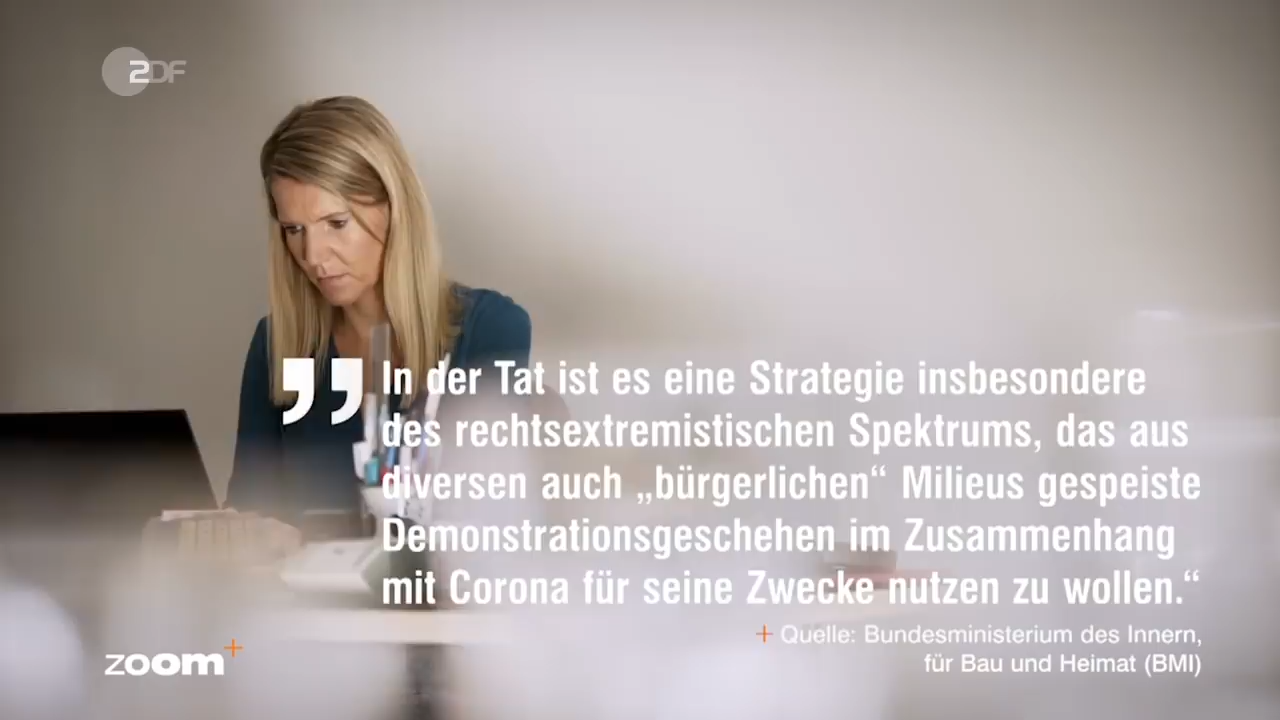 ZDF
„ In der Tat ist es eine Strategie insbesondere
des rechtsextremistischen Spektrums, das aus
diversen auch „bürgerlichen“ Milieus gespeiste
Demonstrationsgeschehen im Zusammenhang
mit Corona für seine Zwecke nutzen zu wollen.“
+ Quelle: Bundesministerium des Innern,
für Bau und Heimat (BMI)
zoom+